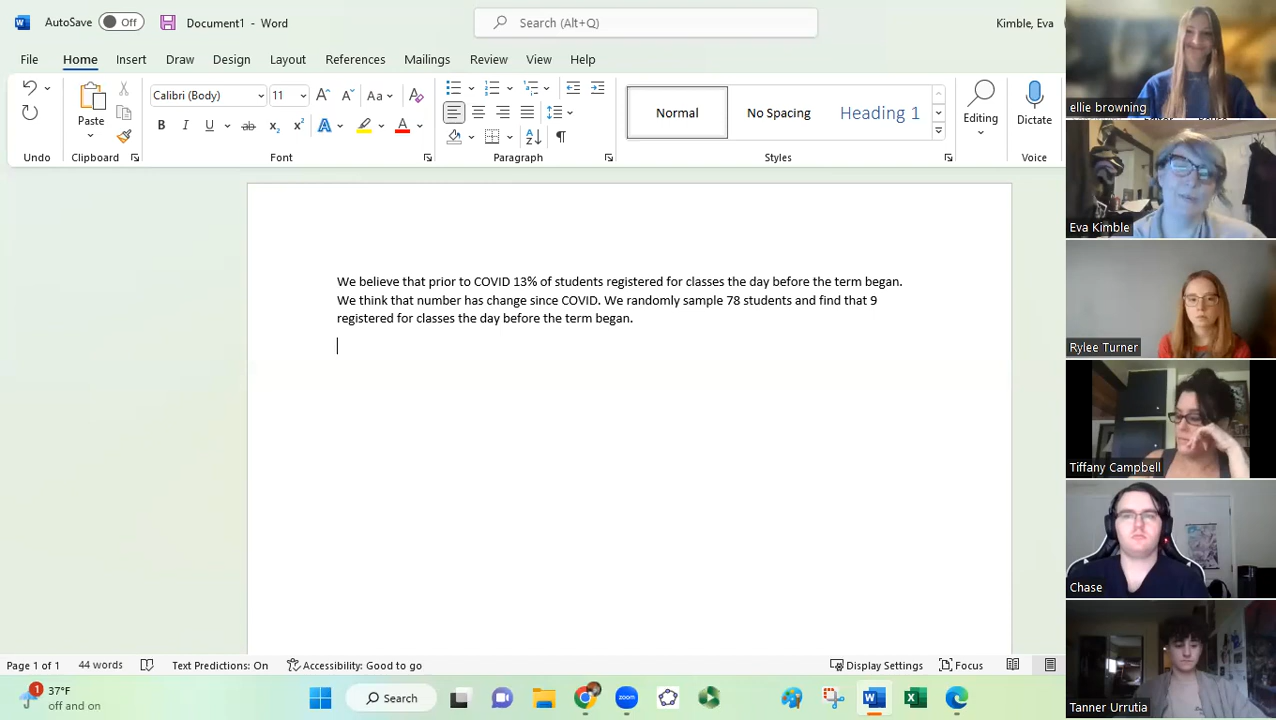 AutoSave Off Document1 - Word Search (Alt+Q) Kimble, Eva
File Home Insert Draw Design Layout References Mailings Review View Help
Calibri (Body) 11 Aa
Paste
Normal No Spacing Heading 1
Editing Dictate
B I U ab x2 x2 A A
Undo Clipboard Font Paragraph Styles Voice
We believe that prior to COVID 13% of students registered for classes the day before the term began.
We think that number has change since COVID. We randomly sample 78 students and find that 9
registered for classes the day before the term began.
ellie browning
Eva Kimble
Rylee Turner
Tiffany Campbell
Chase
Tanner Urrutia
Page 1 of 1 44 words Text Predictions: On Accessibility: Good to go Display Settings Focus
1 37°F
off and on
Search